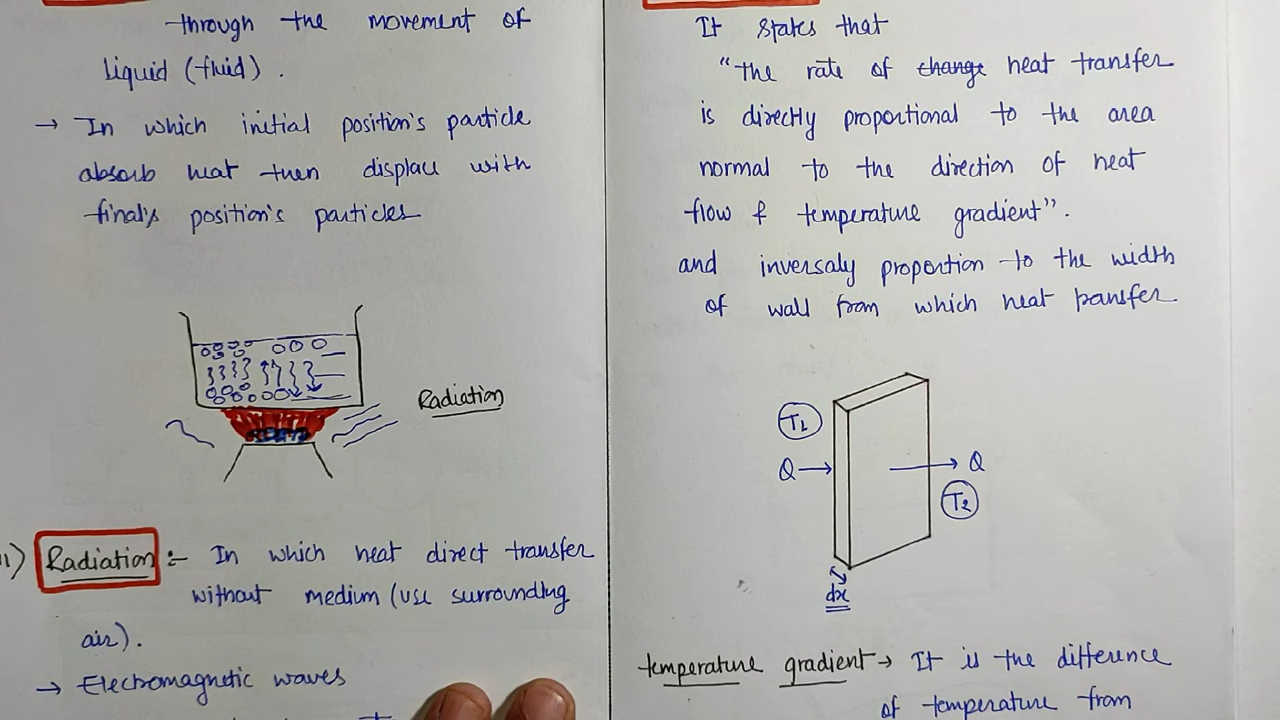 through the movement of
liquid (fluid).
→ In which initial position's particle
absorb heat then displace with
final's position's particles
Radiation
Radiation :- In which heat direct transfer
without medium (use surrounding
air).
→ Electromagnetic waves
It states that
"The rate of change heat transfer
is directly proportional to the area
normal to the direction of heat
flow & temperature gradient".
and inversaly proportion to the width
of wall from which heat transfer
T1
Q → → Q
T2
dx
temperature gradient → It is the difference
of temperature from